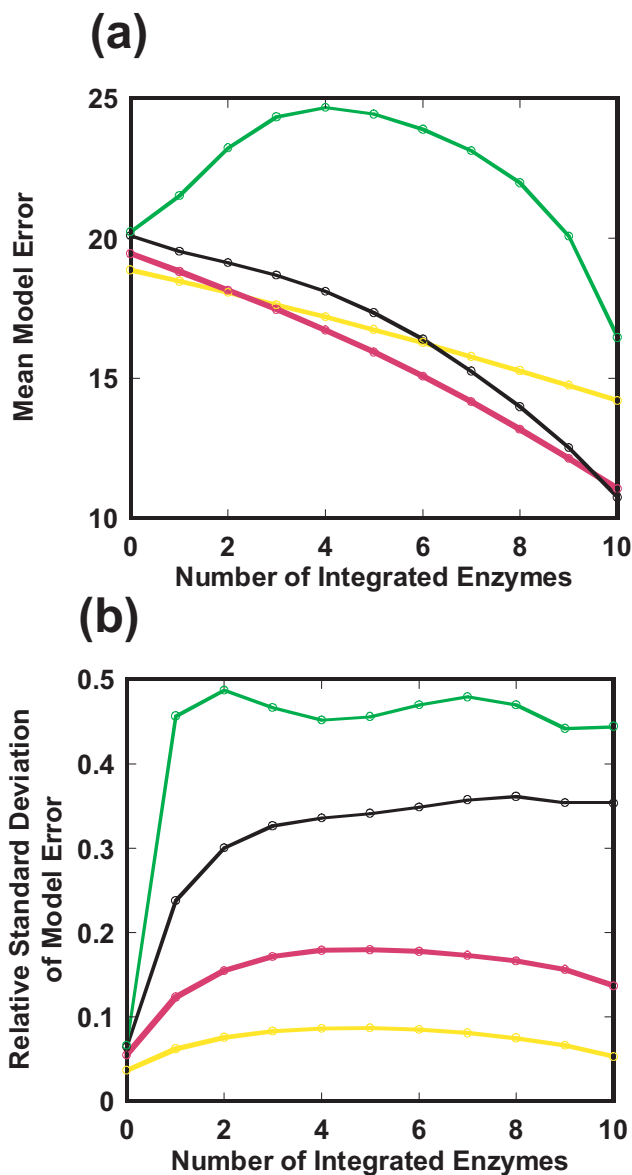 (a)
25
20
15
10
Mean Model Error
0 2 4 6 8 10
Number of Integrated Enzymes
(b)
0.5
0.4
0.3
0.2
0.1
0
Relative Standard Deviation
of Model Error
0 2 4 6 8 10
Number of Integrated Enzymes